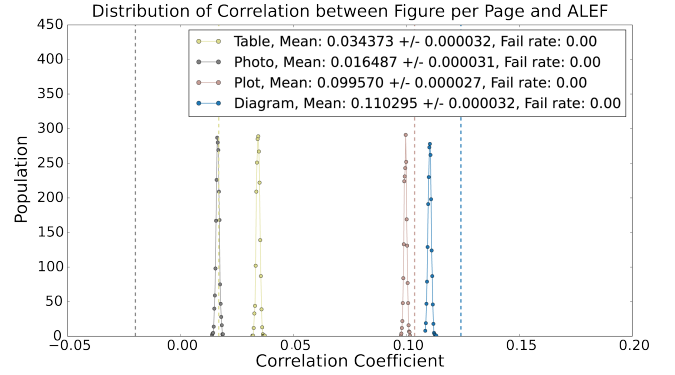 Distribution of Correlation between Figure per Page and ALEF
450
400
350
300
250
200
150
100
50
0
Population
Table, Mean: 0.034373 +/- 0.000032, Fail rate: 0.00
Photo, Mean: 0.016487 +/- 0.000031, Fail rate: 0.00
Plot, Mean: 0.099570 +/- 0.000027, Fail rate: 0.00
Diagram, Mean: 0.110295 +/- 0.000032, Fail rate: 0.00
−0.05 0.00 0.05 0.10 0.15 0.20
Correlation Coefficient